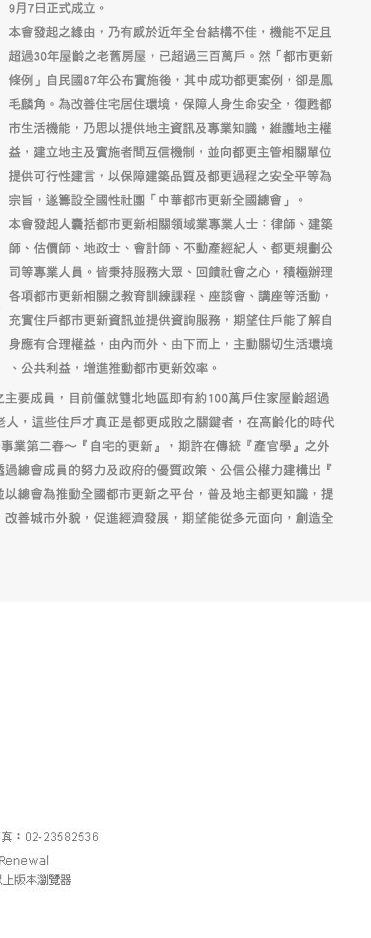 9月7日正式成立。
本會發起之緣由，乃有感於近年全台結構不佳，機能不足且
超過30年屋齡之老舊房屋，已超過三百萬戶。然「都市更新
條例」自民國87年公布實施後，其中成功都更案例，卻是鳳
毛麟角。為改善住宅居住環境，保障人身生命安全，復甦都
市生活機能，乃思以提供地主資訊及專業知識，維護地主權
益，建立地主及實施者間互信機制，並向都更主管相關單位
提供可行性建言，以保障建築品質及都更過程之安全平等為
宗旨，遂籌設全國性社團「中華都市更新全國總會」。
本會發起人囊括都市更新相關領域業專業人士：律師、建築
師、估價師、地政士、會計師、不動產經紀人、都更規劃公
司等專業人員。皆秉持服務大眾、回饋社會之心，積極辦理
各項都市更新相關之教育訓練課程、座談會、講座等活動，
充實住戶都市更新資訊並提供資詢服務，期望住戶能了解自
身應有合理權益，由內而外、由下而上，主動關切生活環境
、公共利益，增進推動都市更新效率。
之主要成員，目前僅就雙北地區即有約100萬戶住家屋齡超過
老人，這些住戶才真正是都更成敗之關鍵者，在高齡化的時代
事業第二春～『自宅的更新』，期許在傳統『產官學』之外
透過總會成員的努力及政府的優質政策、公信公權力建構出『
並以總會為推動全國都市更新之平台，普及地主都更知識，提
，改善城市外貌，促進經濟發展，期望能從多元面向，創造全
真：02-23582536
Renewal
以上版本瀏覽器